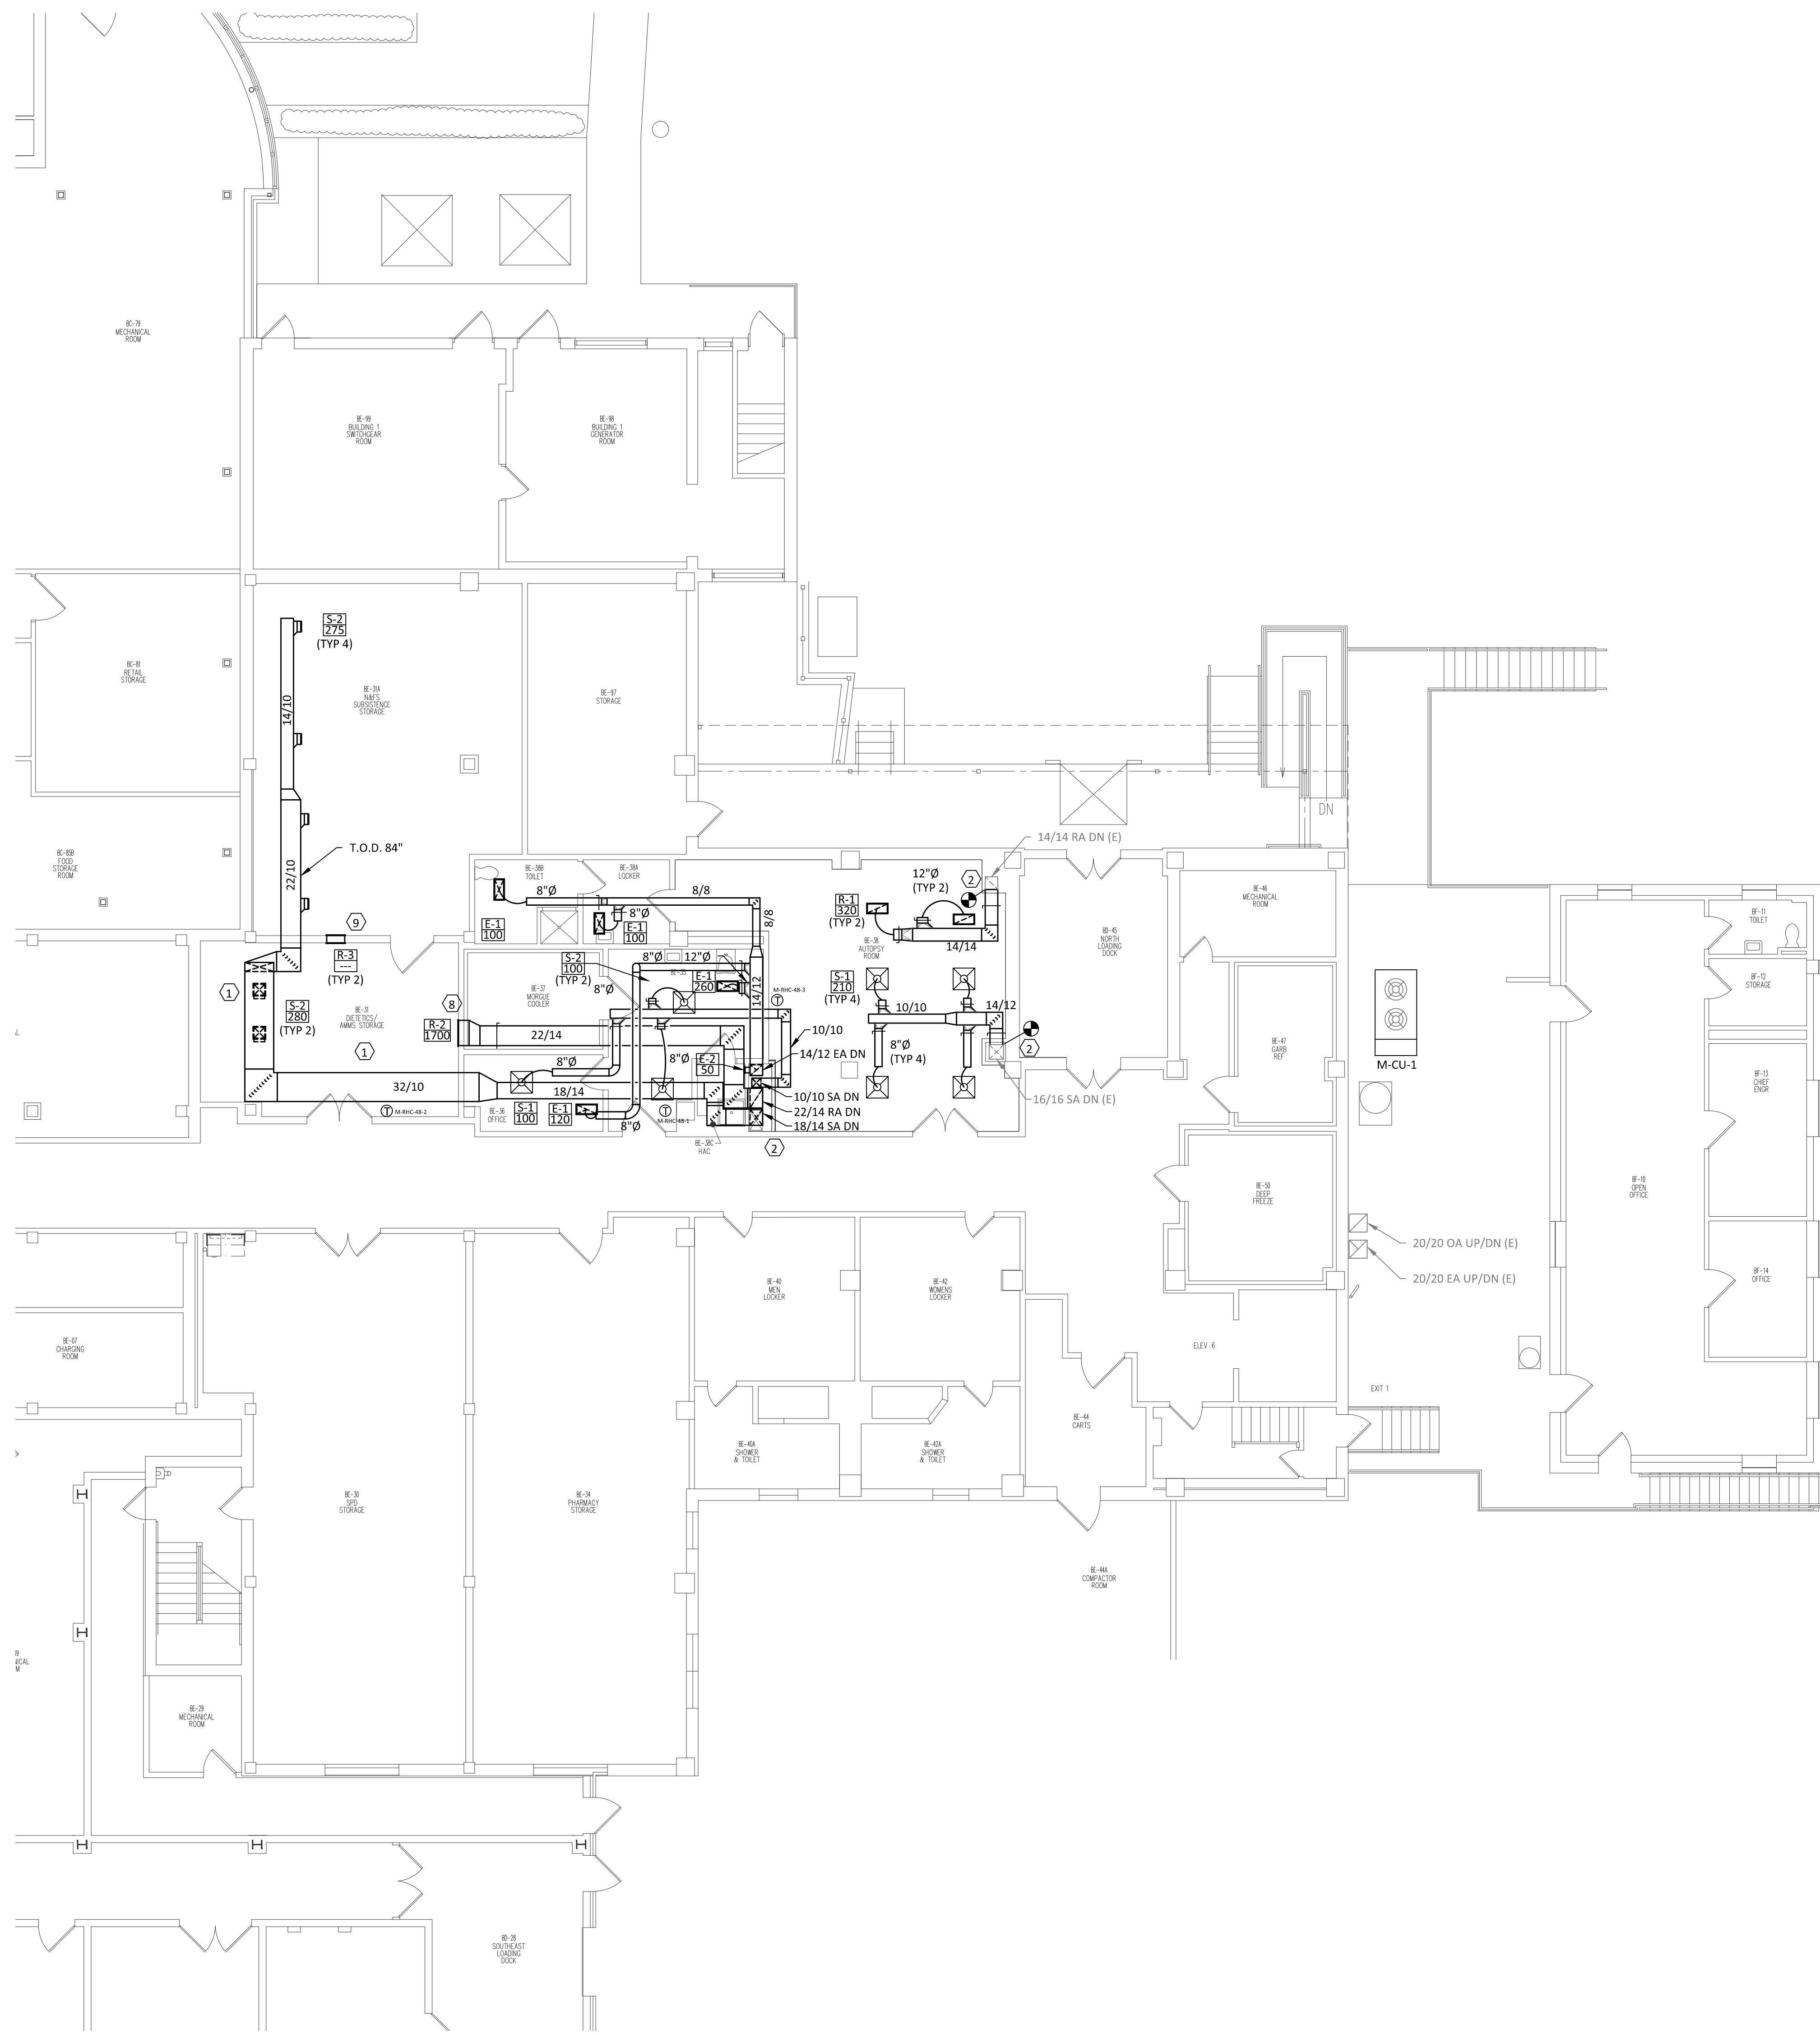 BC-79
MECHANICAL
ROOM
BE-99
BUILDING 1
SWITCHGEAR
ROOM
BE-98
BUILDING 1
GENERATOR
ROOM
S-2
275
(TYP 4)
BC-81
RETAIL
STORAGE
BE-31A
N&FS
SUBSISTENCE
STORAGE
BE-97
STORAGE
14/10
22/10
T.O.D. 84"
DN
14/14 RA DN (E)
BC-85B
FOOD
STORAGE
ROOM
BE-38B
TOILET
BE-38A
LOCKER
8"Ø
8/8
8/8
8"Ø
E-1
100
E-1
100
12"Ø
(TYP 2)
2
R-1
320
(TYP 2)
BE-38
AUTOPSY
ROOM
14/14
BD-45
NORTH
LOADING
DOCK
BE-46
MECHANICAL
ROOM
BF-11
TOILET
BF-12
STORAGE
9
R-3
---
(TYP 2)
1
S-2
280
(TYP 2)
BE-31
DIETETICS/
AMMS STORAGE
1
8
R-2
1700
BE-37
MORGUE
COOLER
S-2
100
(TYP 2)
8"Ø
8"Ø
12"Ø
BE-35
E-1
260
14/12
M-RHC-48-3
T
S-1
210
(TYP 4)
10/10
14/12
8"Ø
(TYP 4)
2
16/16 SA DN (E)
BE-47
GARB
REF
M-CU-1
BF-13
CHIEF
ENGR
22/14
10/10
14/12 EA DN
E-2
50
8"Ø
8"Ø
32/10
18/14
10/10 SA DN
22/14 RA DN
18/14 SA DN
T
M-RHC-48-2
BE-36
OFFICE
S-1
100
E-1
120
8"Ø
T
M-RHC-48-1
BE-38C
HAC
2
BE-50
DEEP
FREEZE
BF-10
OPEN
OFFICE
20/20 OA UP/DN (E)
20/20 EA UP/DN (E)
BF-14
OFFICE
BE-40
MEN
LOCKER
BE-42
WOMENS
LOCKER
BE-07
CHARGING
ROOM
ELEV 6
EXIT 1
BE-44
CARTS
BE-40A
SHOWER
& TOILET
BE-42A
SHOWER
& TOILET
BE-30
SPD
STORAGE
BE-34
PHARMACY
STORAGE
BE-44A
COMPACTOR
ROOM
BE-29
MECHANICAL
ROOM
BD-28
SOUTHEAST
LOADING
DOCK